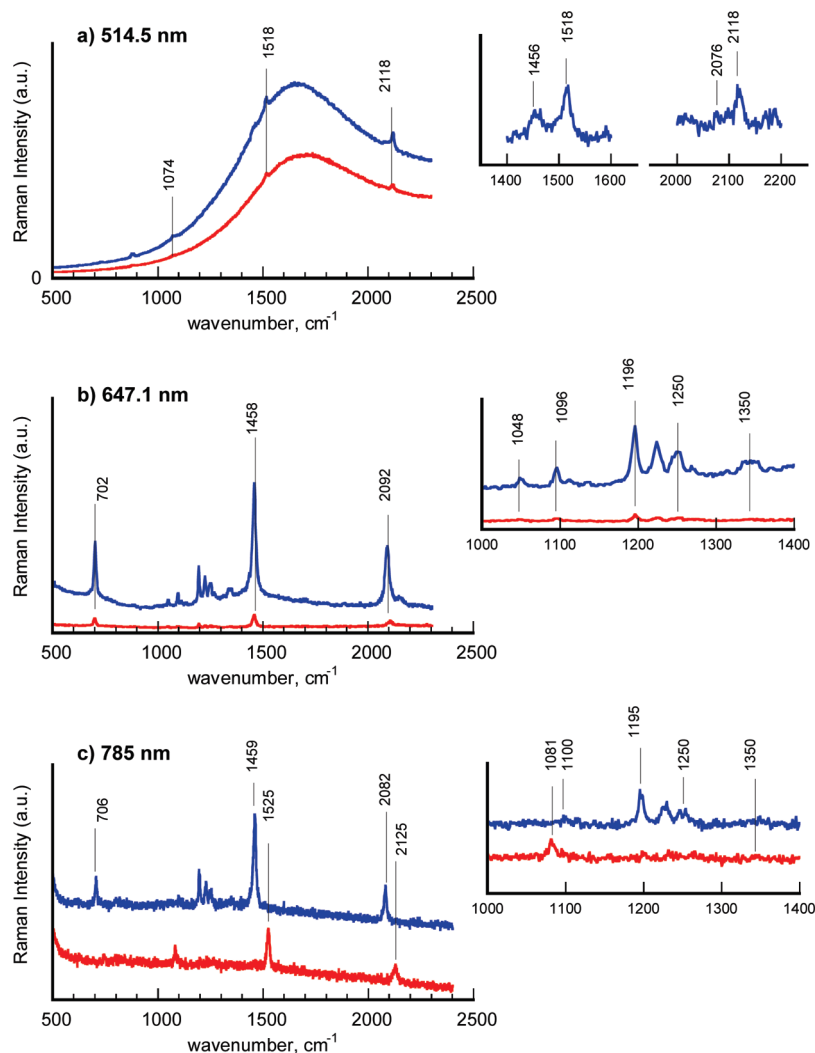 a) 514.5 nm
Raman Intensity (a.u.)
1074
1518
2118
0
500 1000 1500 2000 2500
wavenumber, cm-1
1456
1518
2076
2118
1400 1500 1600
2000 2100 2200
b) 647.1 nm
Raman Intensity (a.u.)
702
1458
2092
500 1000 1500 2000 2500
wavenumber, cm-1
1048
1096
1196
1250
1350
1000 1100 1200 1300 1400
c) 785 nm
Raman Intensity (a.u.)
706
1459
1525
2082
2125
500 1000 1500 2000 2500
wavenumber, cm-1
1081
1100
1195
1250
1350
1000 1100 1200 1300 1400